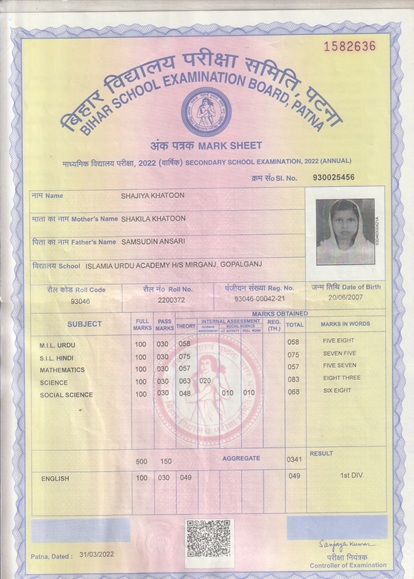 1582636
बिहार विद्यालय परीक्षा समिति, पटना
BIHAR SCHOOL EXAMINATION BOARD, PATNA
अंक पत्रक MARK SHEET
माध्यमिक विद्यालय परीक्षा, 2022 (वार्षिक) SECONDARY SCHOOL EXAMINATION, 2022 (ANNUAL)
क्रम सं० Sl. No. 930025456
नाम Name SHAJIYA KHATOON
माता का नाम Mother's Name SHAKILA KHATOON
पिता का नाम Father's Name SAMSUDIN ANSARI
विद्यालय School ISLAMIA URDU ACADEMY H/S MIRGANJ, GOPALGANJ
रौल कोड Roll Code रौल न० Roll No. पंजीयन संख्या Reg. No. जन्म तिथि Date of Birth
93046 2200372 93046-00042-21 20/06/2007
MARKS OBTAINED
SUBJECT FULL MARKS PASS MARKS THEORY INTERNAL ASSESSMENT REG. (TH.) TOTAL MARKS IN WORDS
M.I.L. URDU 100 030 058 058 FIVE EIGHT
S.I.L. HINDI 100 030 075 075 SEVEN FIVE
MATHEMATICS 100 030 057 057 FIVE SEVEN
SCIENCE 100 030 063 020 083 EIGHT THREE
SOCIAL SCIENCE 100 030 048 010 010 068 SIX EIGHT
500 150 AGGREGATE 0341 RESULT
ENGLISH 100 030 049 049 1st DIV.
Patna, Dated : 31/03/2022
Sanjay Kumar
परीक्षा नियंत्रक
Controller of Examination